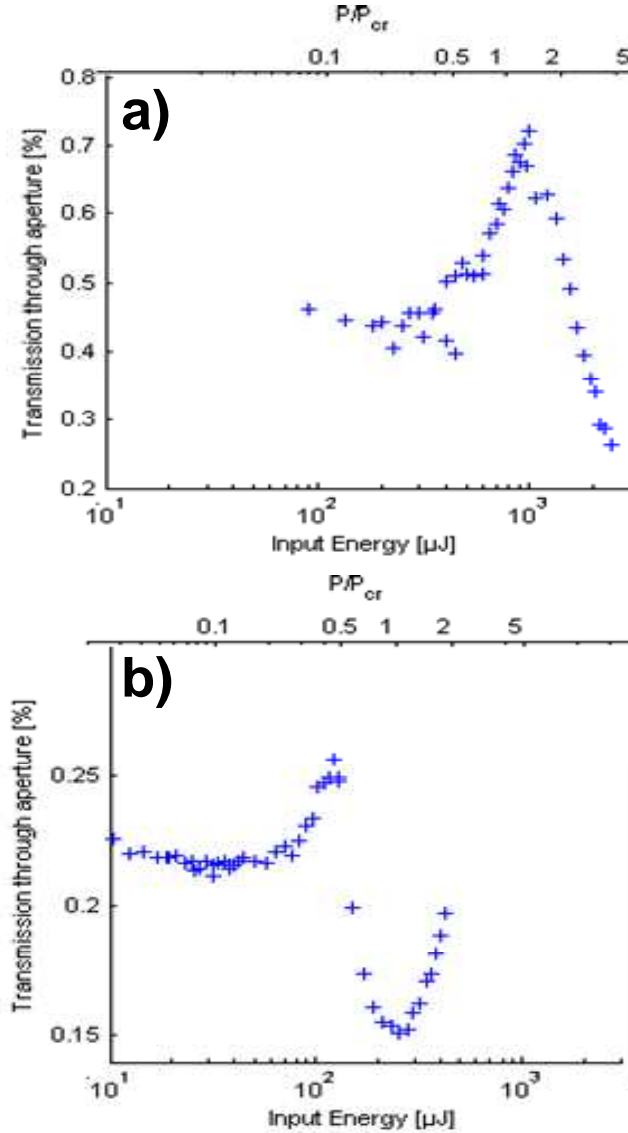 P/Pcr
0.1 0.5 1 2 5
a)
0.8
0.7
0.6
0.5
0.4
0.3
0.2
Transmission through aperture [%]
10^1 10^2 10^3
Input Energy [µJ]
P/Pcr
0.1 0.5 1 2 5
b)
0.25
0.2
0.15
Transmission through aperture [%]
10^1 10^2 10^3
Input Energy [µJ]